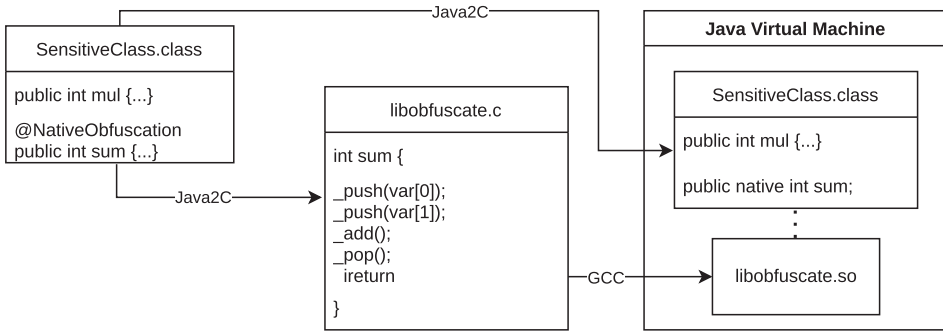 Java2C
SensitiveClass.class
public int mul {...}
@NativeObfuscation
public int sum {...}
Java2C
libobfuscate.c
int sum {
_push(var[0]);
_push(var[1]);
_add();
_pop();
ireturn
}
GCC
Java Virtual Machine
SensitiveClass.class
public int mul {...}
public native int sum;
libobfuscate.so